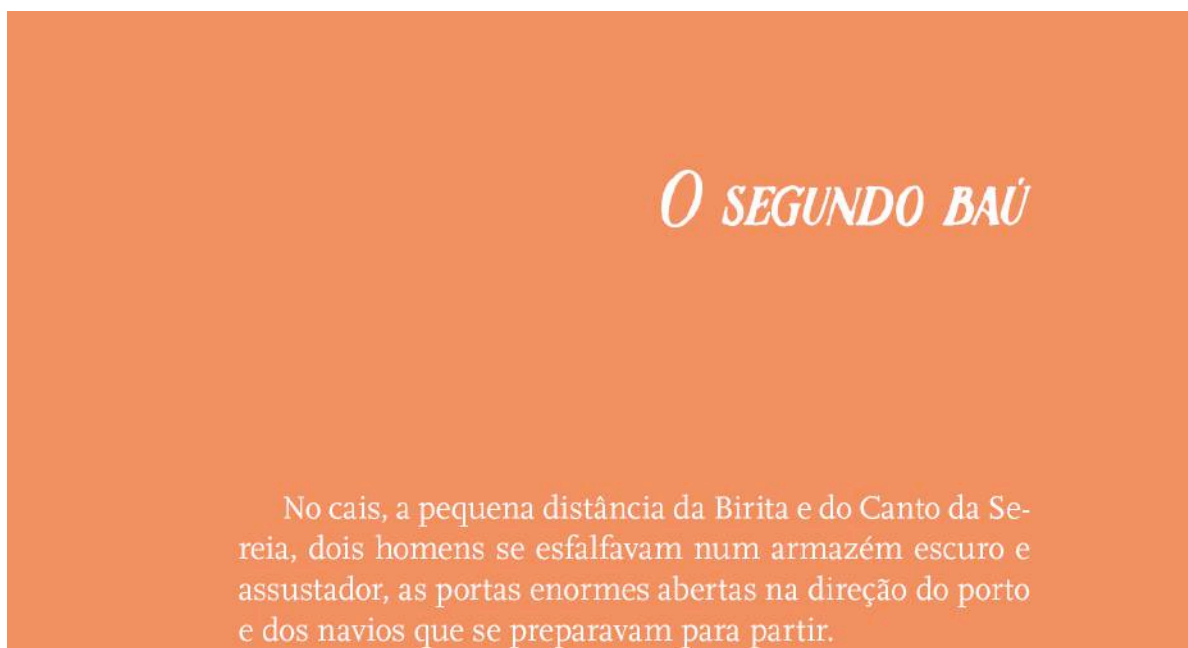 O SEGUNDO BAÚ
No cais, a pequena distância da Birita e do Canto da Se-
reia, dois homens se esfalfavam num armazém escuro e
assustador, as portas enormes abertas na direção do porto
e dos navios que se preparavam para partir.